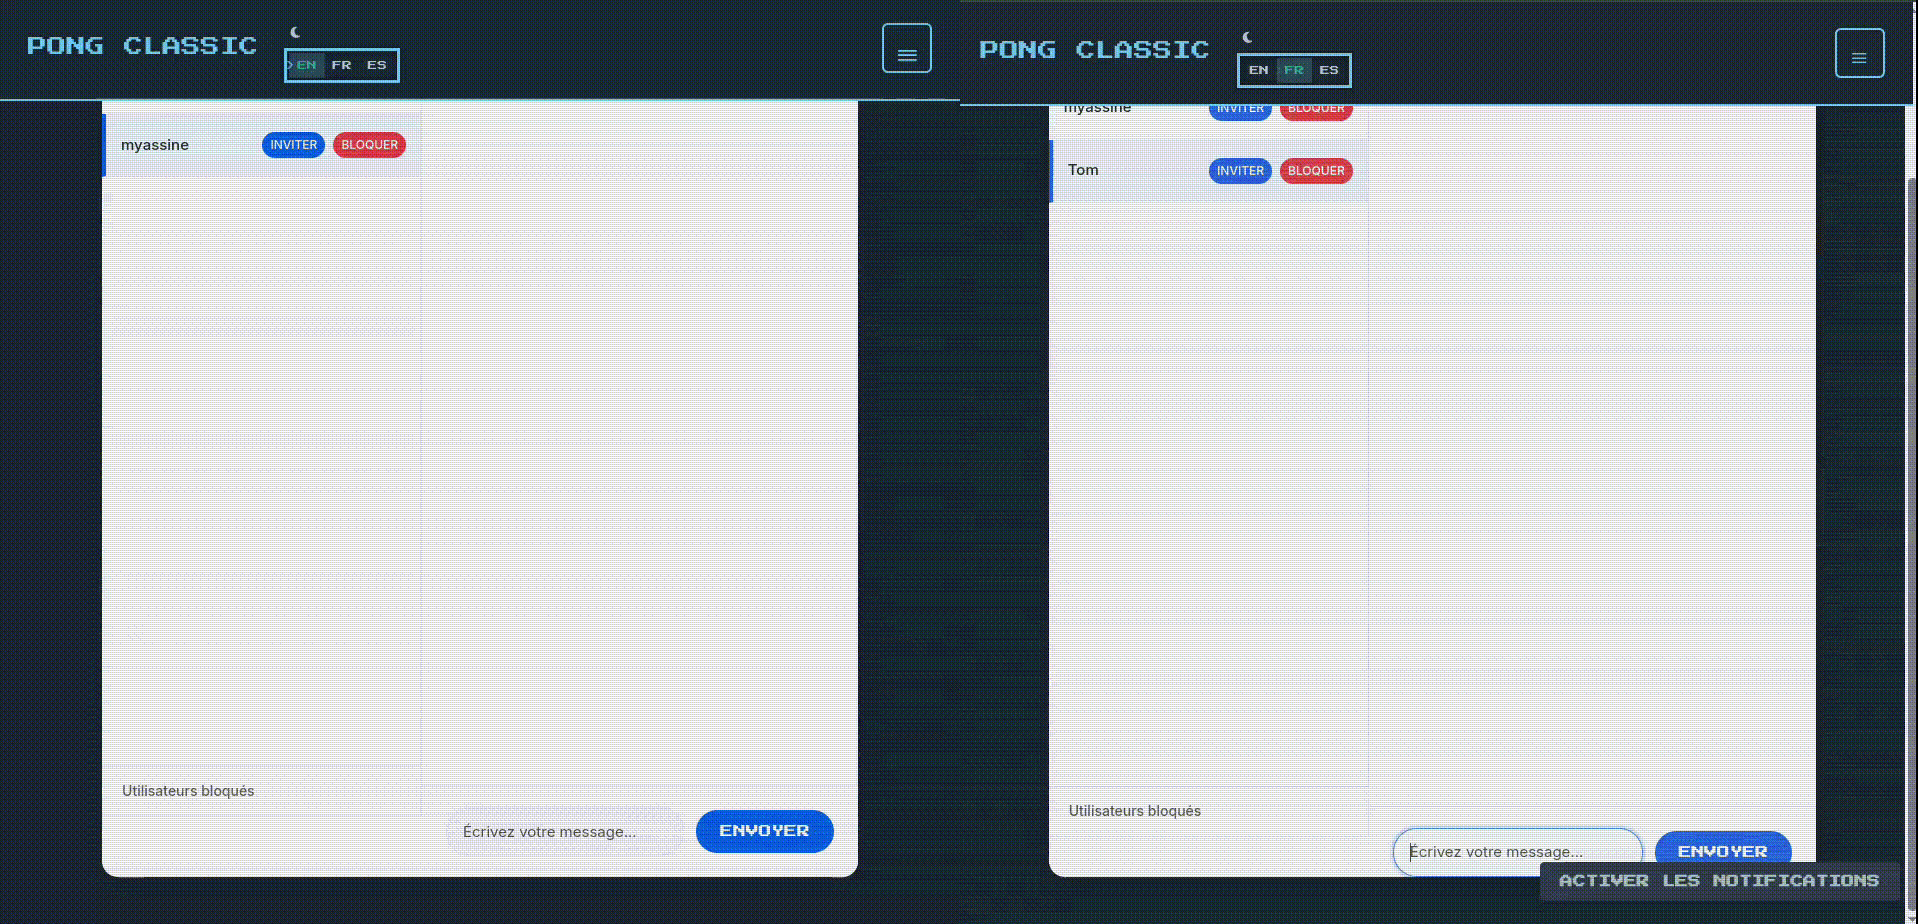 PONG CLASSIC
EN FR ES
myassine INVITER BLOQUER
Utilisateurs bloqués
Écrivez votre message... ENVOYER
PONG CLASSIC
EN FR ES
myassine INVITER BLOQUER
Tom INVITER BLOQUER
Utilisateurs bloqués
Écrivez votre message... ENVOYER
ACTIVER LES NOTIFICATIONS